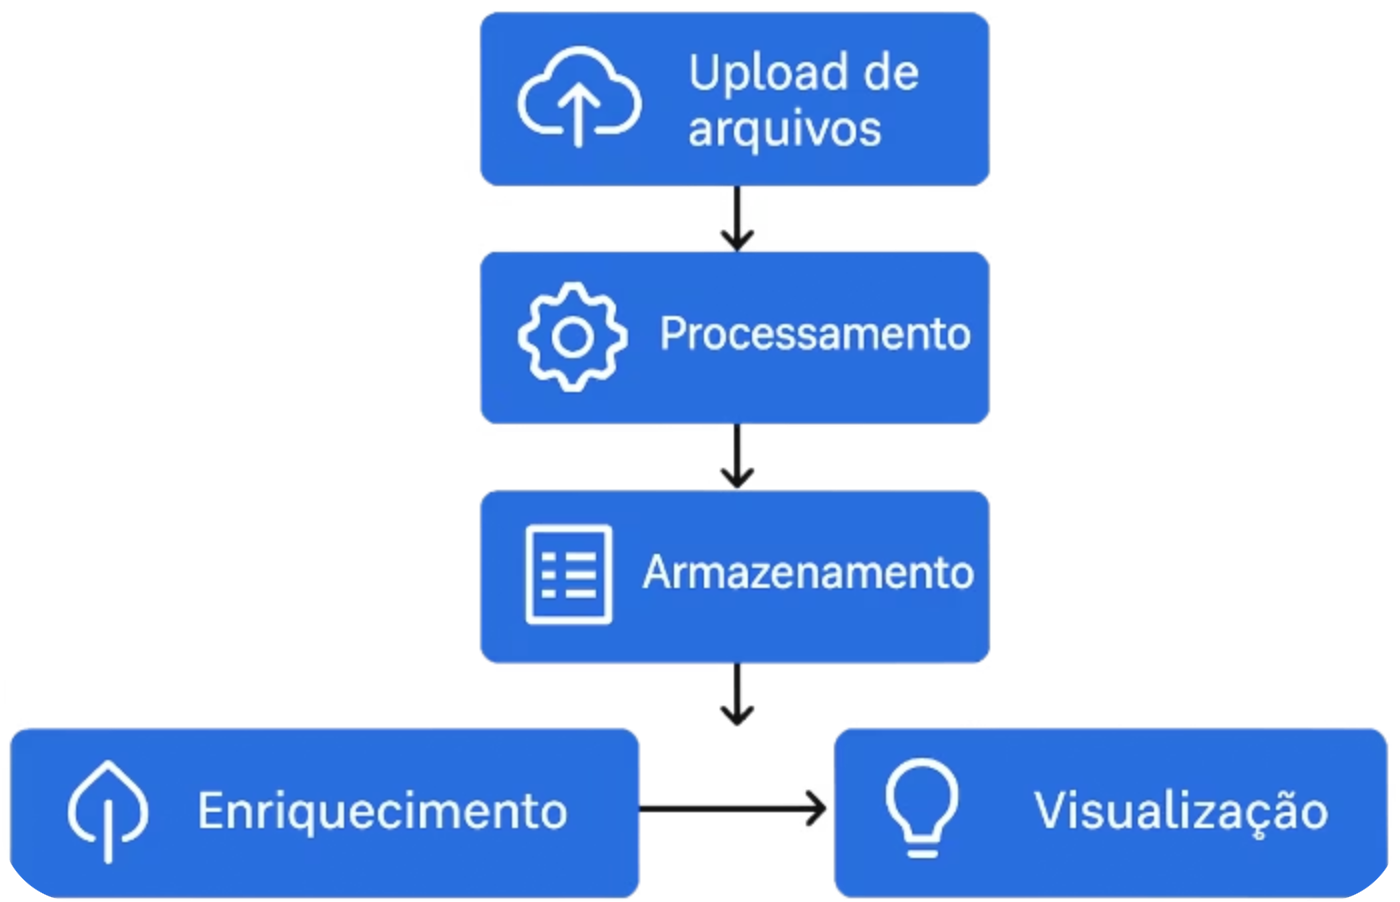 Upload de
arquivos
Processamento
Armazenamento
Enriquecimento
Visualização